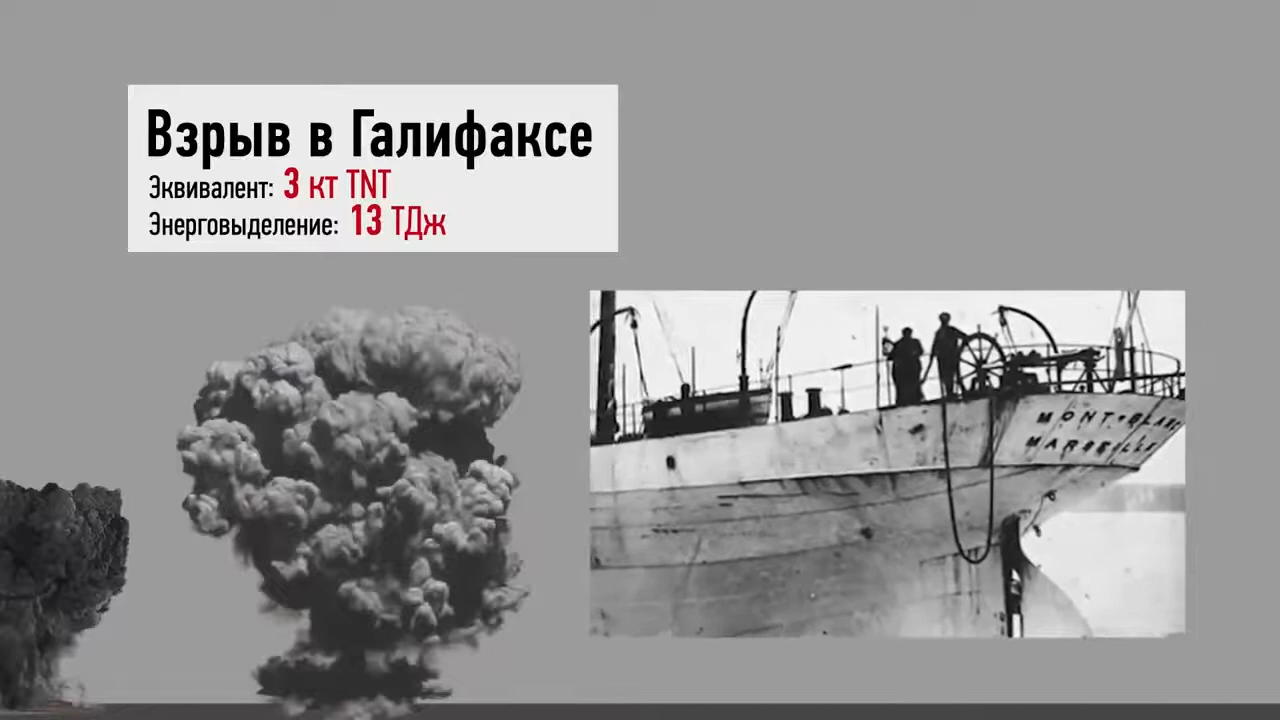 Взрыв в Галифаксе
Эквивалент: 3 кт TNT
Энерговыделение: 13 ТДж
MONT-BLANC
MARSEILLE